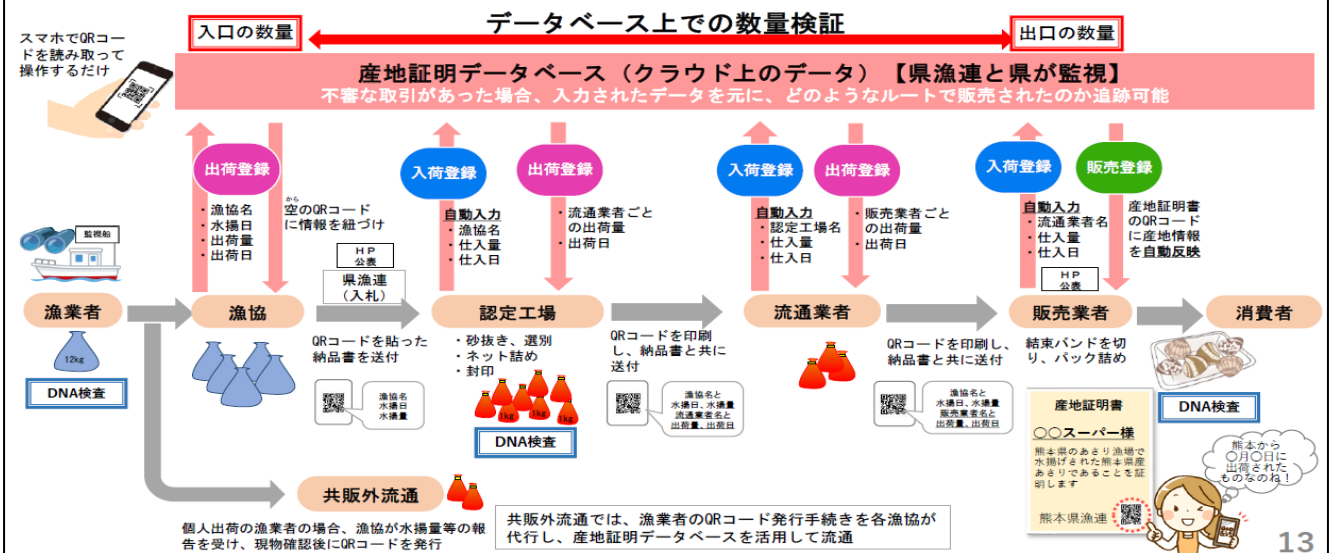 データベース上での数量検証
スマホでQRコー
ドを読み取って
操作するだけ
入口の数量
出口の数量
産地証明データベース（クラウド上のデータ）【県漁連と県が監視】
不審な取引があった場合、入力されたデータを元に、どのようなルートで販売されたのか追跡可能
出荷登録
・漁協名
・水揚日
・出荷量
・出荷日
から
空のQRコード
に情報を紐づけ
入荷登録
自動入力
・漁協名
・仕入量
・仕入日
出荷登録
・流通業者ごと
の出荷量
・出荷日
入荷登録
自動入力
・認定工場名
・仕入量
・仕入日
出荷登録
・販売業者ごと
の出荷量
・出荷日
入荷登録
自動入力
・流通業者名
・仕入量
・仕入日
販売登録
産地証明書
のQRコード
に産地情報
を自動反映
監視船
HP
公表
県漁連
（入札）
HP
公表
漁業者
漁協
認定工場
流通業者
販売業者
消費者
12kg
DNA検査
QRコードを貼った
納品書を送付
漁協名
水揚日
水揚量
・砂抜き、選別
・ネット詰め
・封印
1kg
1kg
1kg
DNA検査
QRコードを印刷
し、納品書と共に
送付
漁協名と
水揚日、水揚量
流通業者名と
出荷量、出荷日
QRコードを印刷し、
納品書と共に送付
漁協名と
水揚日、水揚量
販売業者名と
出荷量、出荷日
結束バンドを切
り、パック詰め
産地証明書
〇〇スーパー様
熊本県のあさり漁場で
水揚げされた熊本県産
あさりであることを証
明します
熊本県漁連
DNA検査
熊本から
〇月〇日に
出荷された
ものなのね！
共販外流通
個人出荷の漁業者の場合、漁協が水揚量等の報
告を受け、現物確認後にQRコードを発行
共販外流通では、漁業者のQRコード発行手続きを各漁協が
代行し、産地証明データベースを活用して流通
13